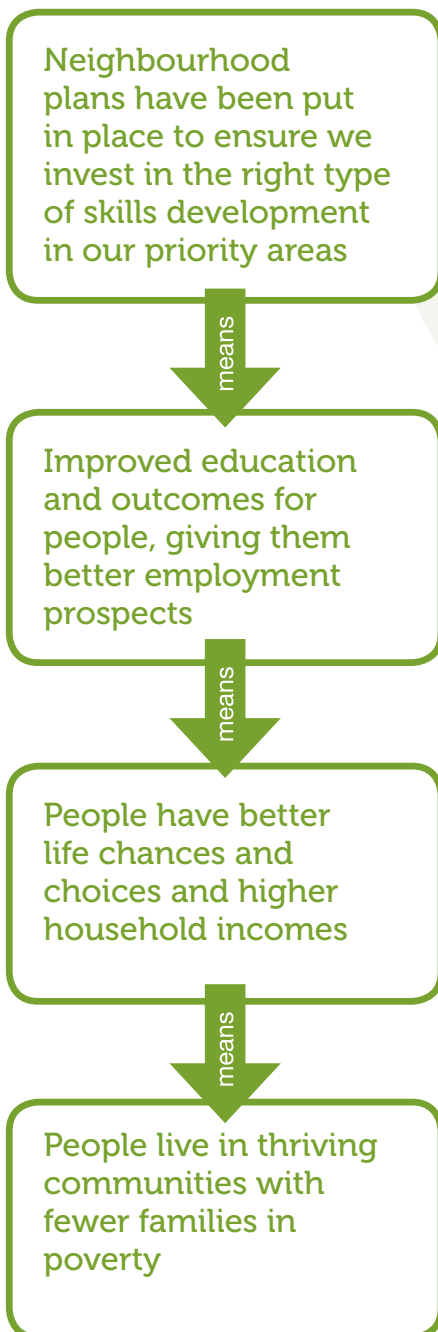 Neighbourhood
plans have been put
in place to ensure we
invest in the right type
of skills development
in our priority areas
means
Improved education
and outcomes for
people, giving them
better employment
prospects
means
People have better
life chances and
choices and higher
household incomes
means
People live in thriving
communities with
fewer families in
poverty